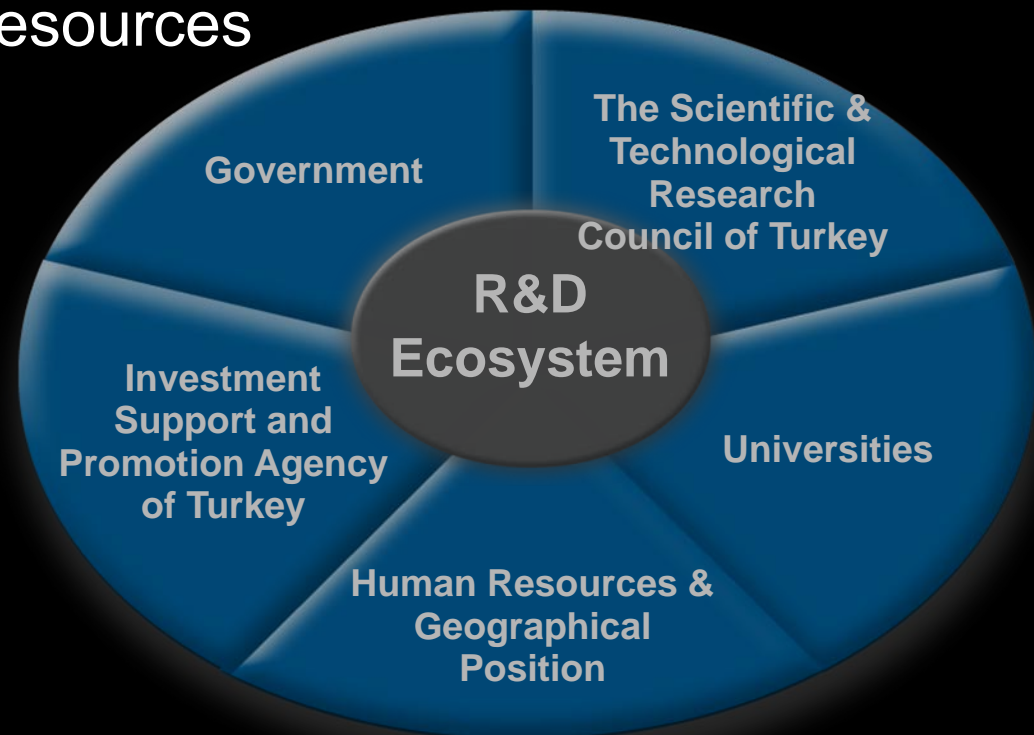 esources
Government
The Scientific &
Technological
Research
Council of Turkey
R&D
Ecosystem
Investment
Support and
Promotion Agency
of Turkey
Universities
Human Resources &
Geographical
Position